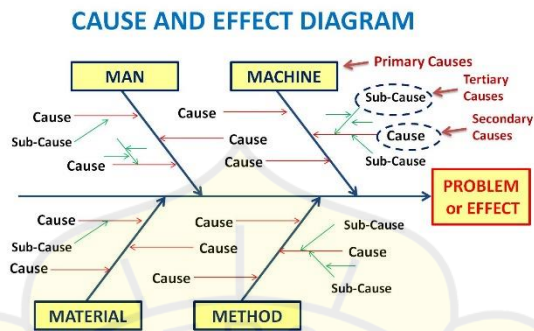 CAUSE AND EFFECT DIAGRAM
MAN
MACHINE
Primary Causes
Tertiary
Causes
Sub-Cause
Cause
Cause
Sub-Cause
Cause
Cause
Secondary
Causes
Cause
Cause
Cause
Sub-Cause
PROBLEM
or EFFECT
Cause
Sub-Cause
Cause
Cause
Cause
Cause
Cause
Sub-Cause
Cause
Sub-Cause
MATERIAL
METHOD